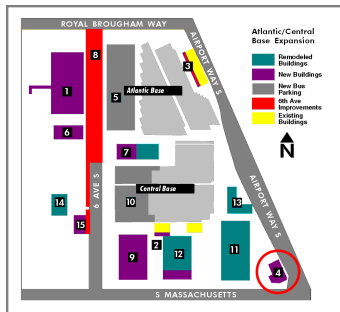 ROYAL BROUGHAM WAY
Atlantic/Central
Base Expansion
Remodeled
Buildings
New Buildings
New Bus
Parking
6th Ave
Improvements
Existing
Buildings
N
8
3
AIRPORT WAY S
1
5
Atlantic Base
6
7
6 AVE S
Central Base
10
AIRPORT WAY S
13
14
15
2
9
12
11
4
S MASSACHUSETTS